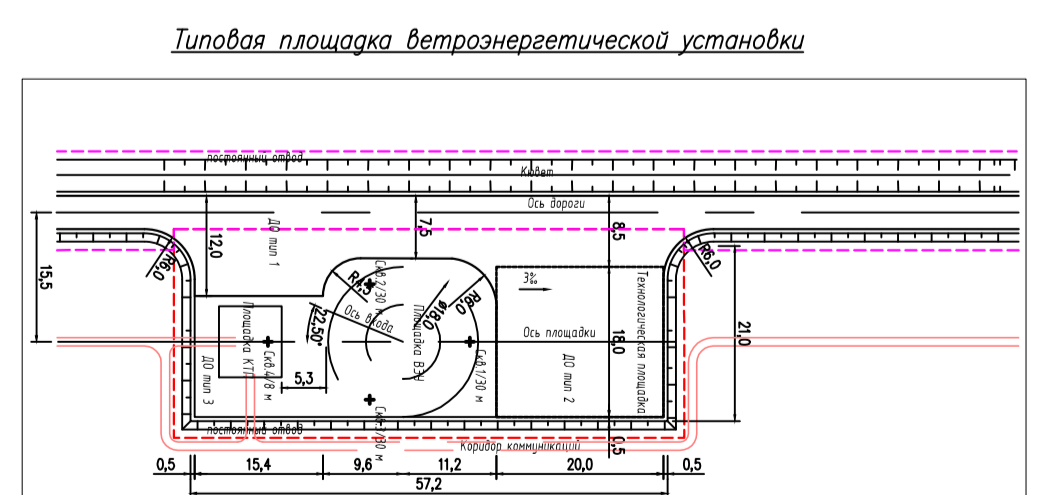 Типовая площадка ветроэнергетической установки
постоянный отвод
Кювет
Ось дороги
ДО тип 1
12,0
7,5
8,5
15,5
R6,0
R6,0
Скв.2/30 м
R4,5
R6,0
ø18,0
3‰
Ось входа
22,50°
Площадка ВЭУ
Площадка КТП
Скв.4/8 м
ДО тип 3
5,3
Скв.1/30 м
Ось площадки
18,0
ДО тип 2
Технологическая площадка
21,0
Скв.3/30 м
постоянный отвод
Коридор коммуникаций
0,5
0,5
15,4
9,6
11,2
20,0
0,5
57,2